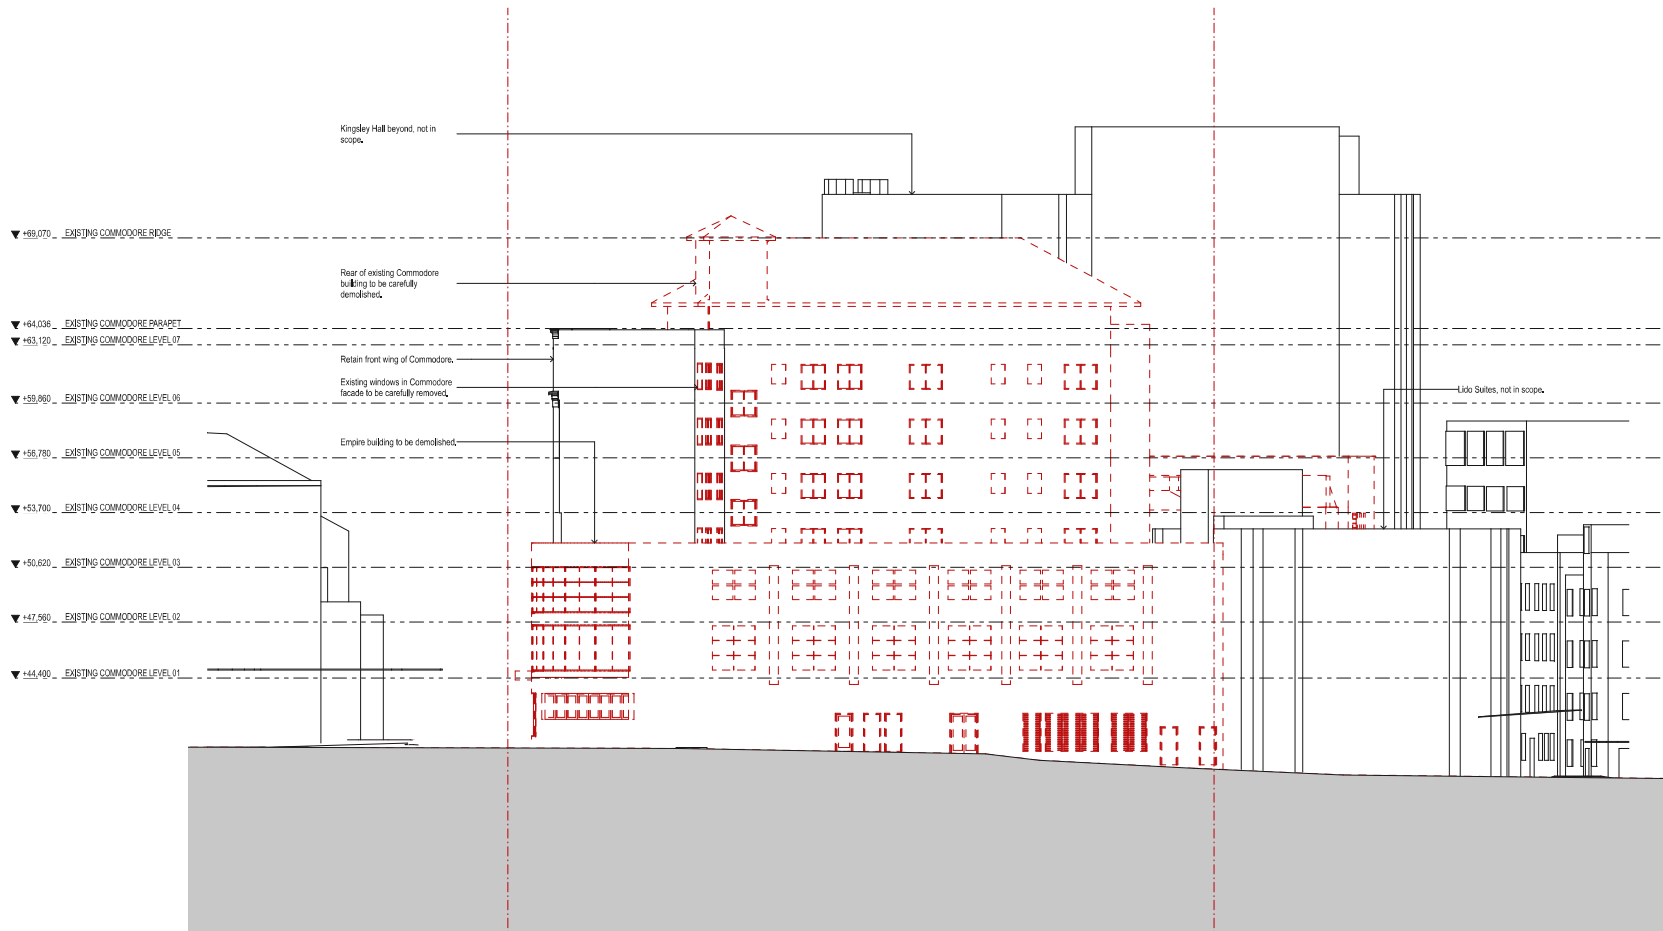 Kingsley Hall beyond, not in
scope.
+69,070 EXISTING COMMODORE RIDGE
Rear of existing Commodore
building to be carefully
demolished.
+64,036 EXISTING COMMODORE PARAPET
+63,120 EXISTING COMMODORE LEVEL 07
Retain front wing of Commodore.
Existing windows in Commodore
facade to be carefully removed.
Lido Suites, not in scope.
+59,860 EXISTING COMMODORE LEVEL 06
Empire building to be demolished.
+56,780 EXISTING COMMODORE LEVEL 05
+53,700 EXISTING COMMODORE LEVEL 04
+50,620 EXISTING COMMODORE LEVEL 03
+47,560 EXISTING COMMODORE LEVEL 02
+44,400 EXISTING COMMODORE LEVEL 01